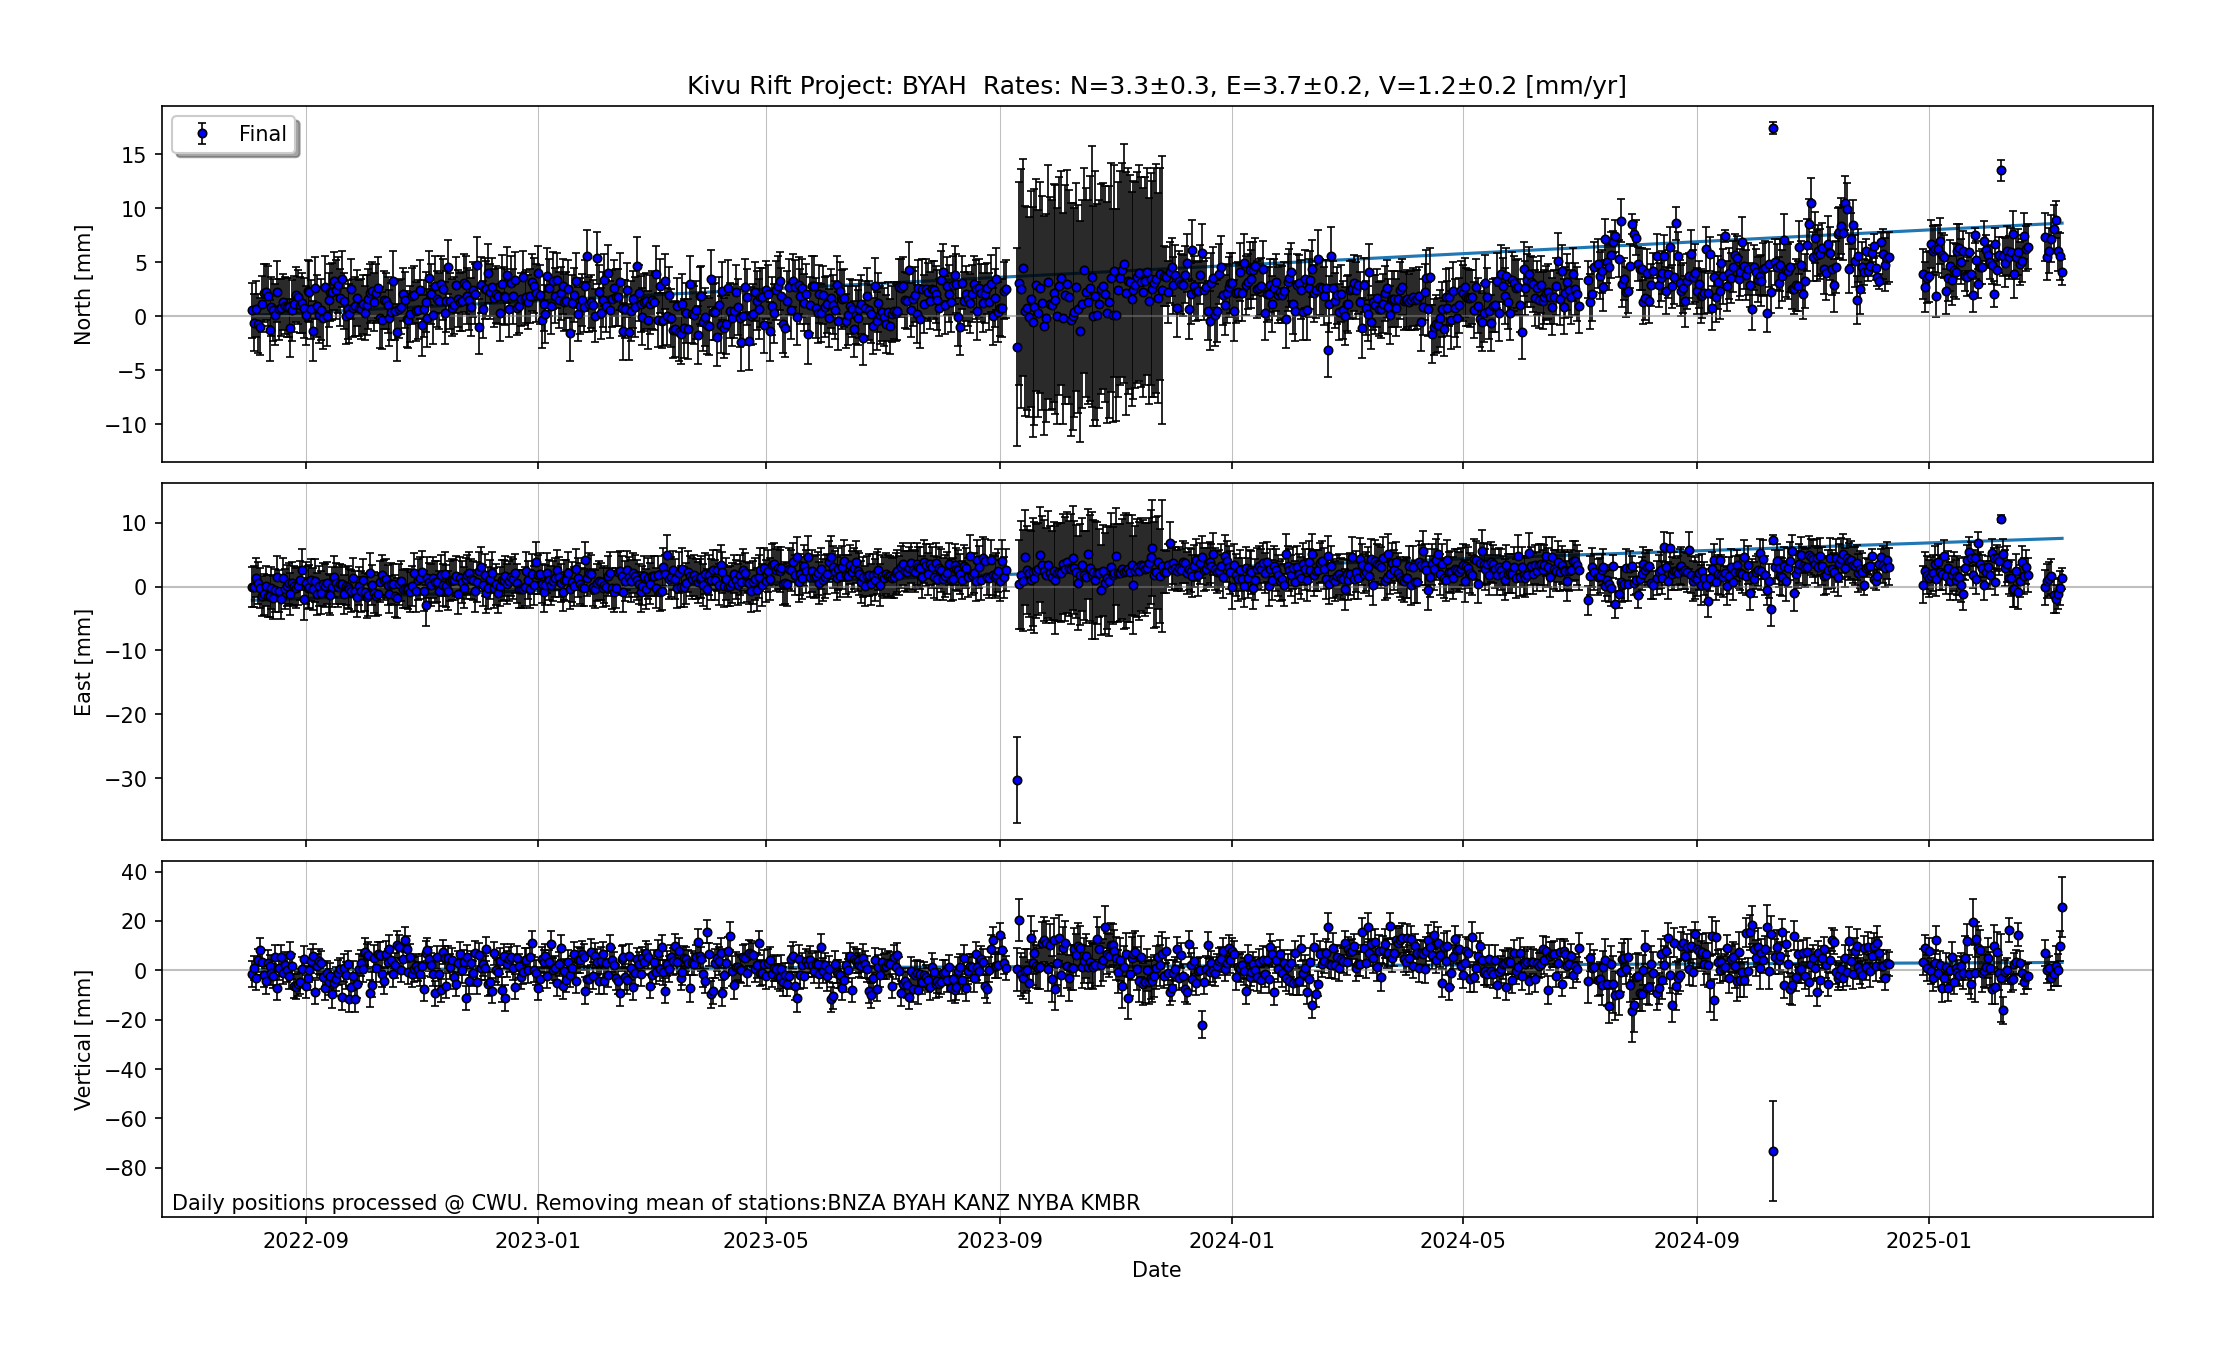 Kivu Rift Project: BYAH  Rates: N=3.3±0.3, E=3.7±0.2, V=1.2±0.2 [mm/yr]
Final
North [mm]
15
10
5
0
−5
−10
East [mm]
10
0
−10
−20
−30
Vertical [mm]
40
20
0
−20
−40
−60
−80
Daily positions processed @ CWU. Removing mean of stations:BNZA BYAH KANZ NYBA KMBR
2022-09 2023-01 2023-05 2023-09 2024-01 2024-05 2024-09 2025-01
Date